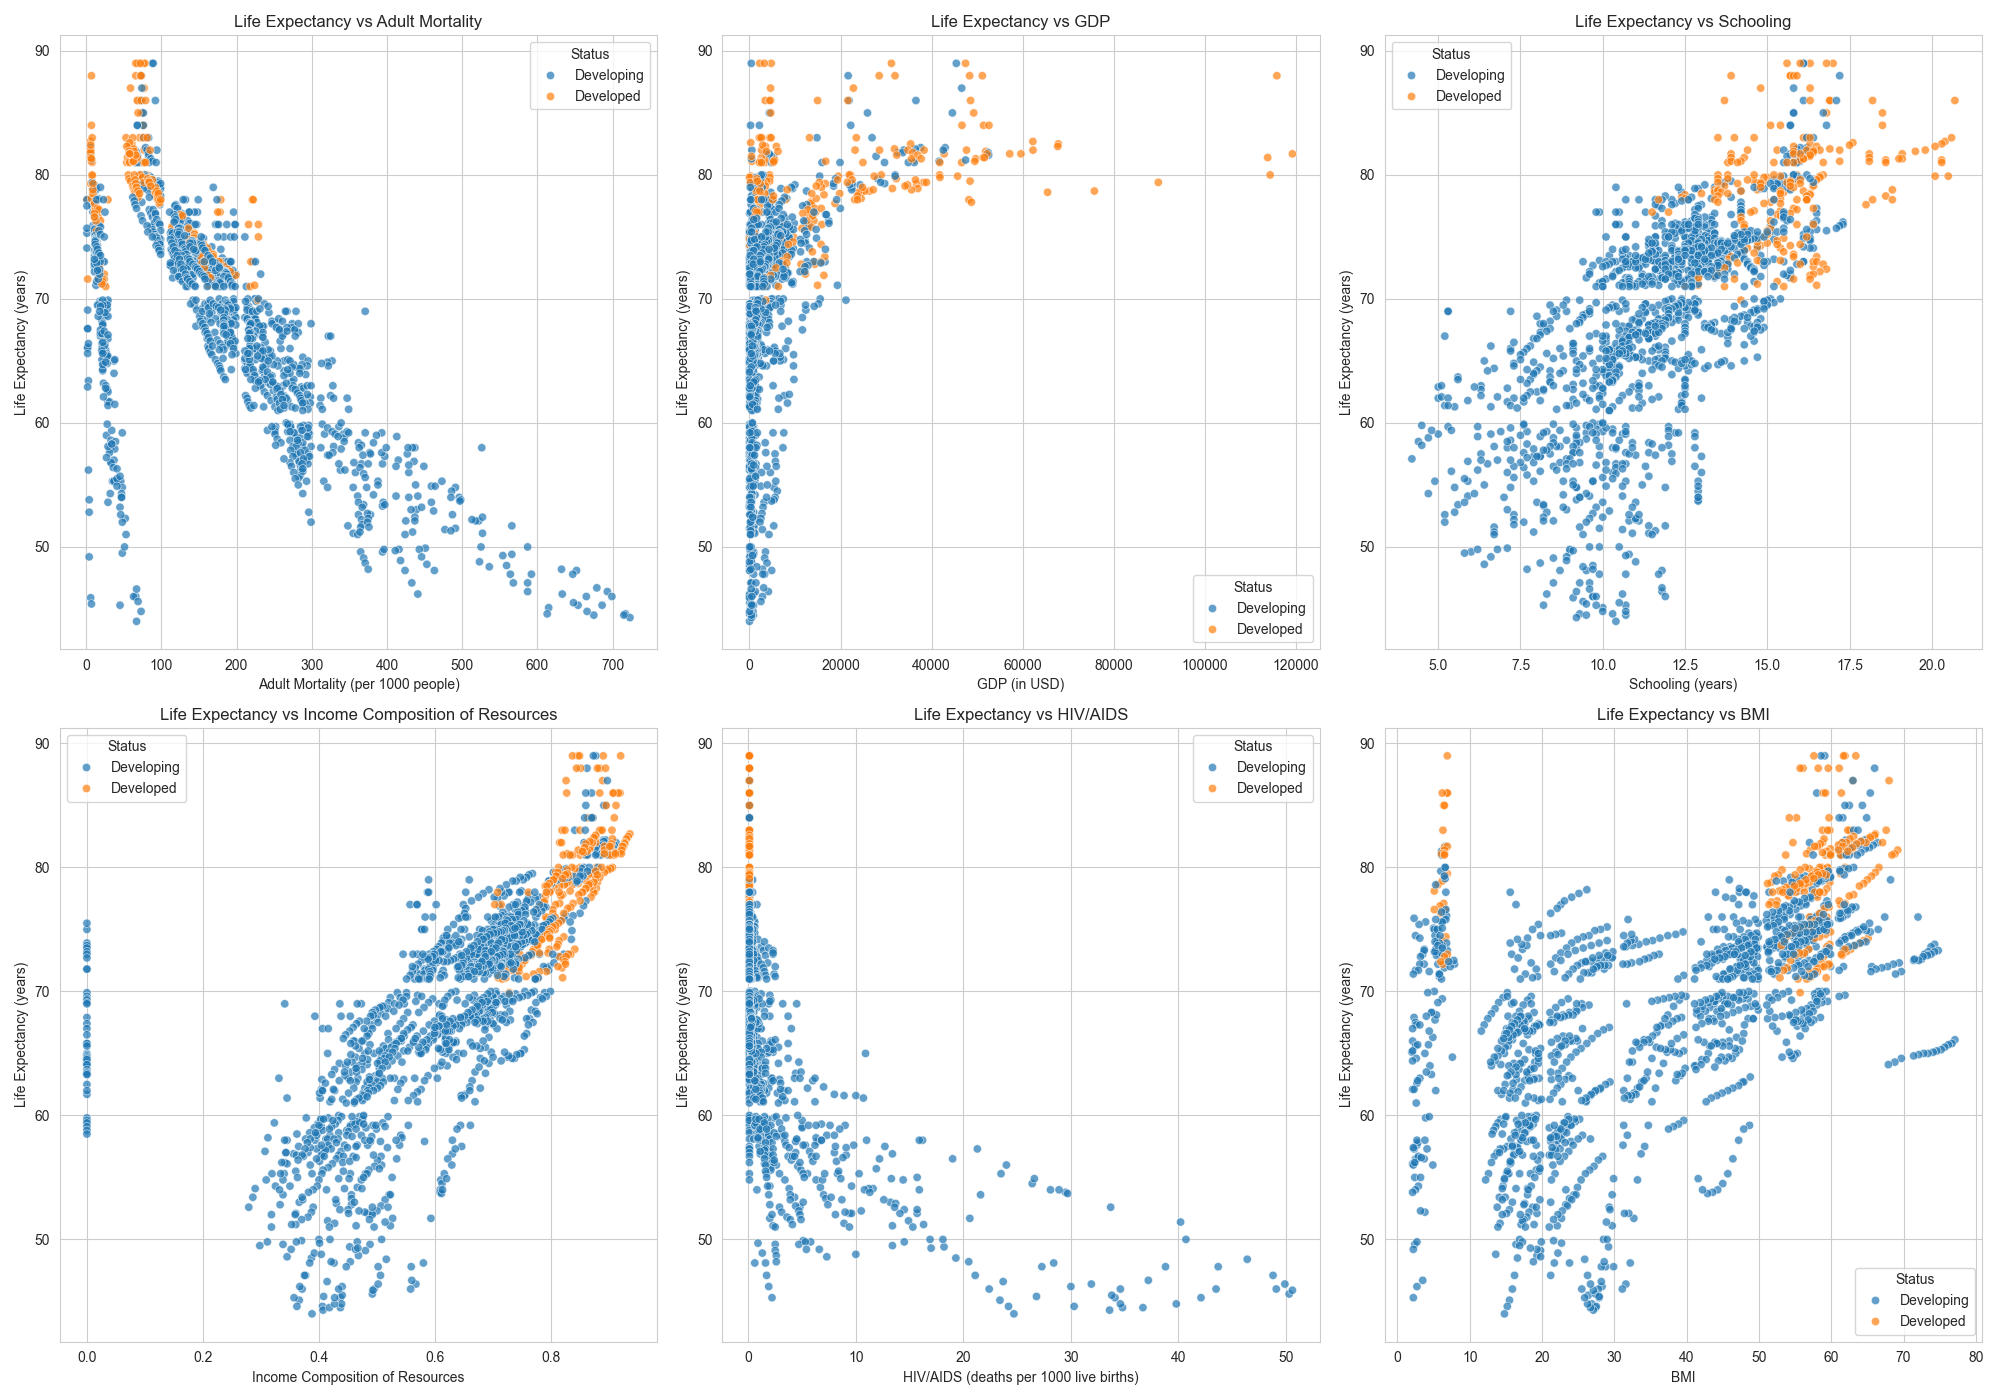 Life Expectancy vs Adult Mortality
Status
Developing
Developed
90
80
70
60
50
Life Expectancy (years)
0 100 200 300 400 500 600 700
Adult Mortality (per 1000 people)
Life Expectancy vs GDP
90
80
70
60
50
Life Expectancy (years)
Status
Developing
Developed
0 20000 40000 60000 80000 100000 120000
GDP (in USD)
Life Expectancy vs Schooling
Status
Developing
Developed
90
80
70
60
50
Life Expectancy (years)
5.0 7.5 10.0 12.5 15.0 17.5 20.0
Schooling (years)
Life Expectancy vs Income Composition of Resources
Status
Developing
Developed
90
80
70
60
50
Life Expectancy (years)
0.0 0.2 0.4 0.6 0.8
Income Composition of Resources
Life Expectancy vs HIV/AIDS
Status
Developing
Developed
90
80
70
60
50
Life Expectancy (years)
0 10 20 30 40 50
HIV/AIDS (deaths per 1000 live births)
Life Expectancy vs BMI
90
80
70
60
50
Life Expectancy (years)
Status
Developing
Developed
0 10 20 30 40 50 60 70 80
BMI